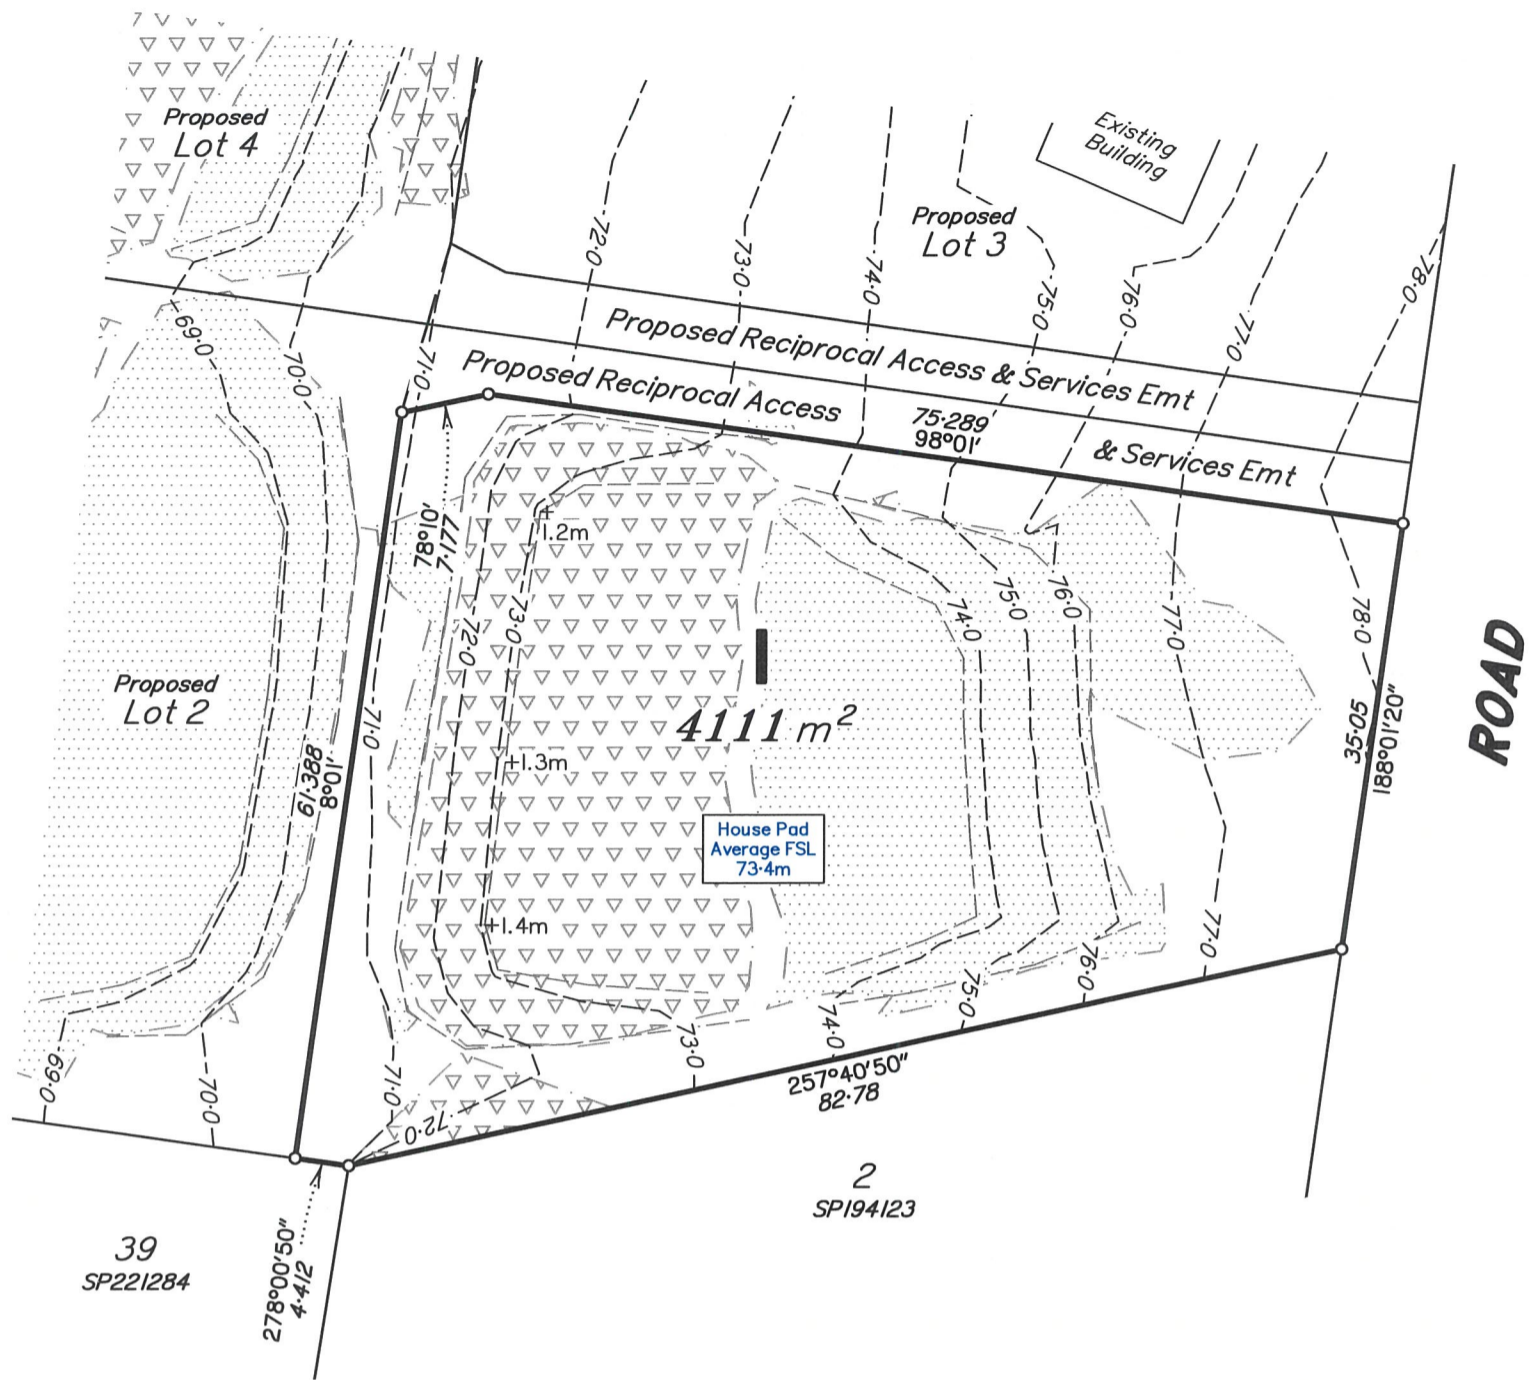 Proposed
Lot 4
Existing
Building
Proposed
Lot 3
72·0
73·0
74·0
75·0
76·0
77·0
78·0
69·0
70·0
71·0
Proposed Reciprocal Access & Services Emt
Proposed Reciprocal Access
& Services Emt
75·289
98°01'
78°10'
7·177
1.2m
72·0
73·0
74·0
75·0
76·0
77·0
78·0
Proposed
Lot 2
71·0
61·388
8°01'
1
4111 m²
1.3m
35·05
188°01'20"
ROAD
House Pad
Average FSL
73·4m
1.4m
69·0
70·0
71·0
72·0
73·0
74·0
75·0
76·0
77·0
257°40'50"
82·78
2
SP194123
39
SP221284
278°00'50"
4·412